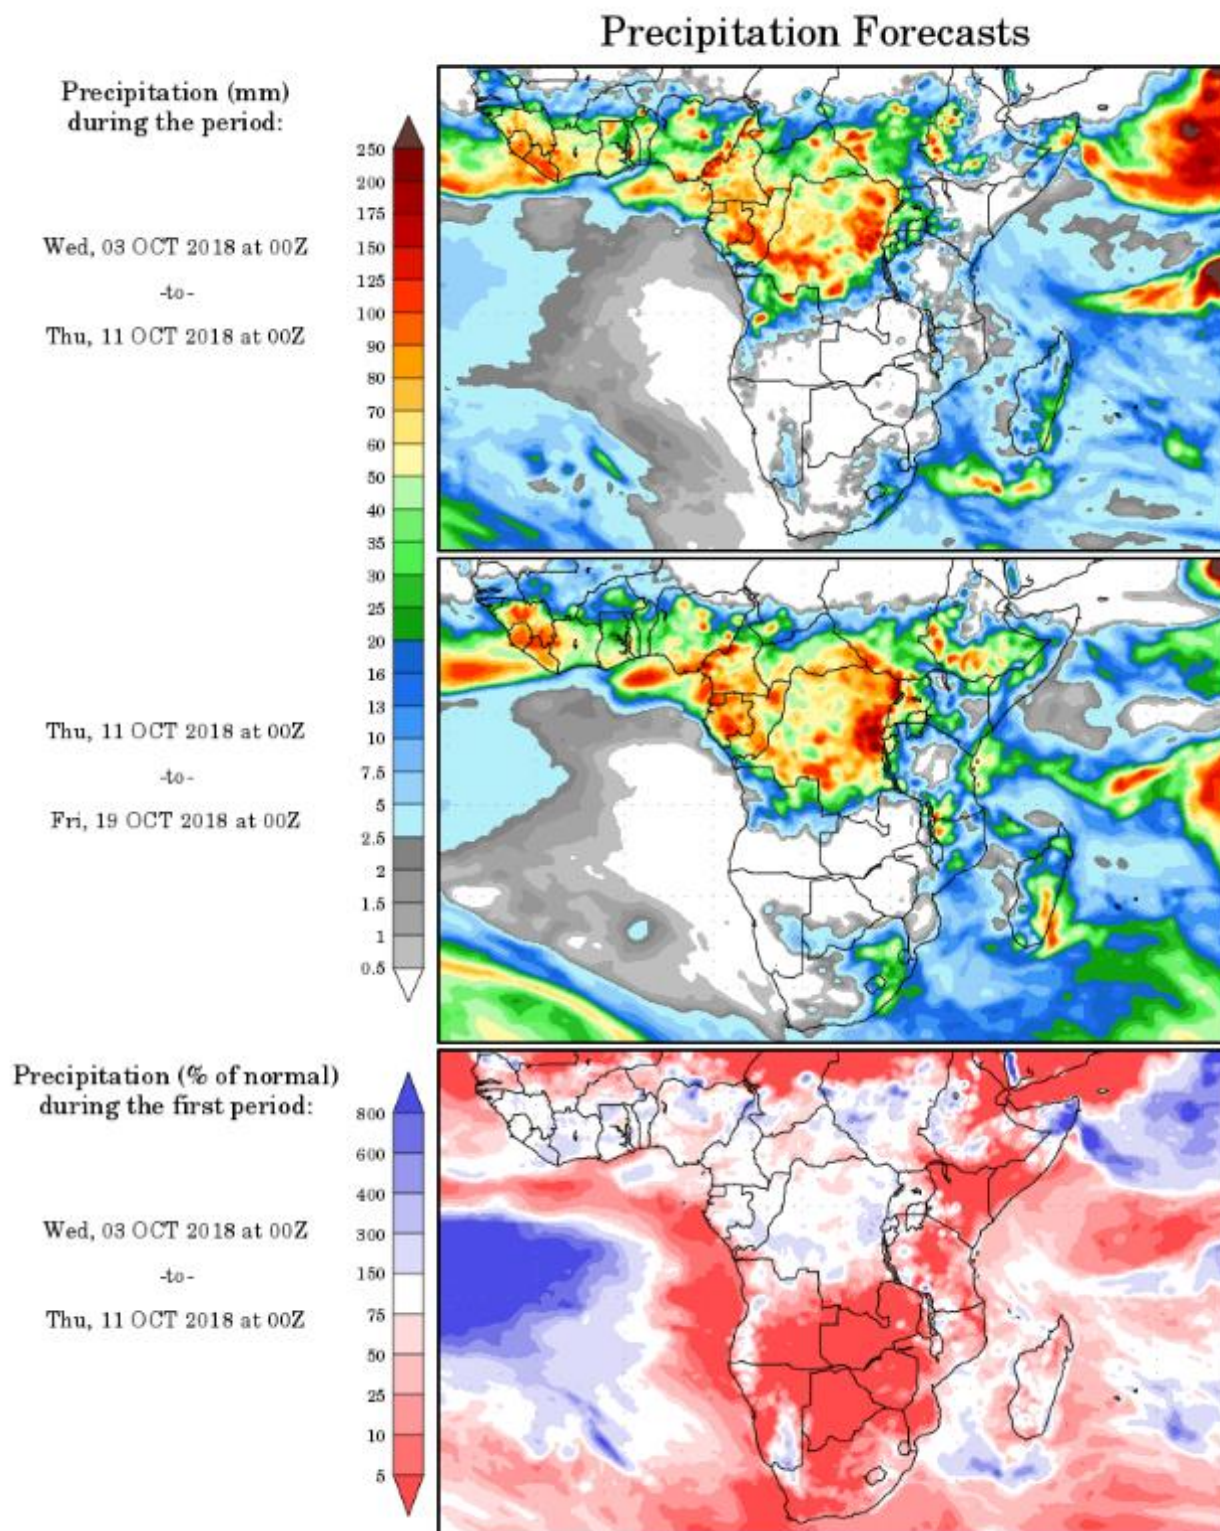 Precipitation Forecasts
Precipitation (mm)
during the period:
Wed, 03 OCT 2018 at 00Z
-to-
Thu, 11 OCT 2018 at 00Z
Thu, 11 OCT 2018 at 00Z
-to-
Fri, 19 OCT 2018 at 00Z
250
200
175
150
125
100
90
80
70
60
50
40
35
30
25
20
16
13
10
7.5
5
2.5
2
1.5
1
0.5
Precipitation (% of normal)
during the first period:
Wed, 03 OCT 2018 at 00Z
-to-
Thu, 11 OCT 2018 at 00Z
800
600
400
300
150
75
50
25
10
5